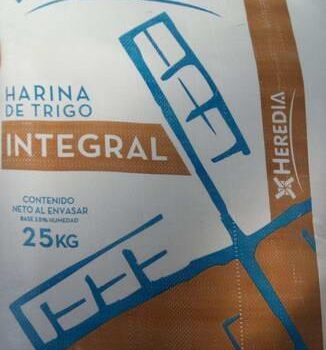 HARINA
DE TRIGO
INTEGRAL
CONTENIDO
NETO AL ENVASAR
25KG
HEREDIA